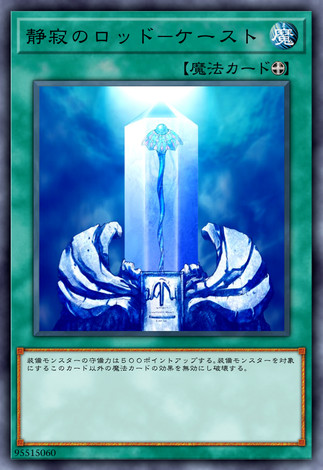 静寂のロッド－ケースト
魔
【魔法カード】
装備モンスターの守備力は５００ポイントアップする。装備モンスターを対象
にするこのカード以外の魔法カードの効果を無効にし破壊する。
95515060